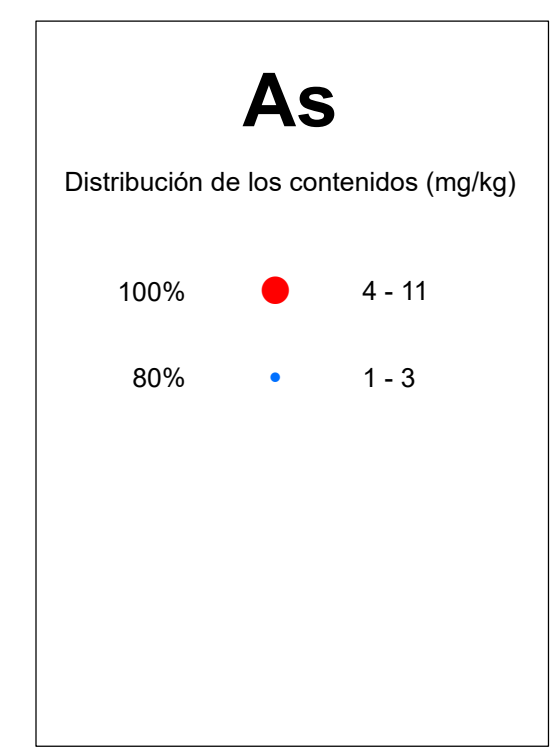 As
Distribución de los contenidos (mg/kg)
100% 4 - 11
80% 1 - 3